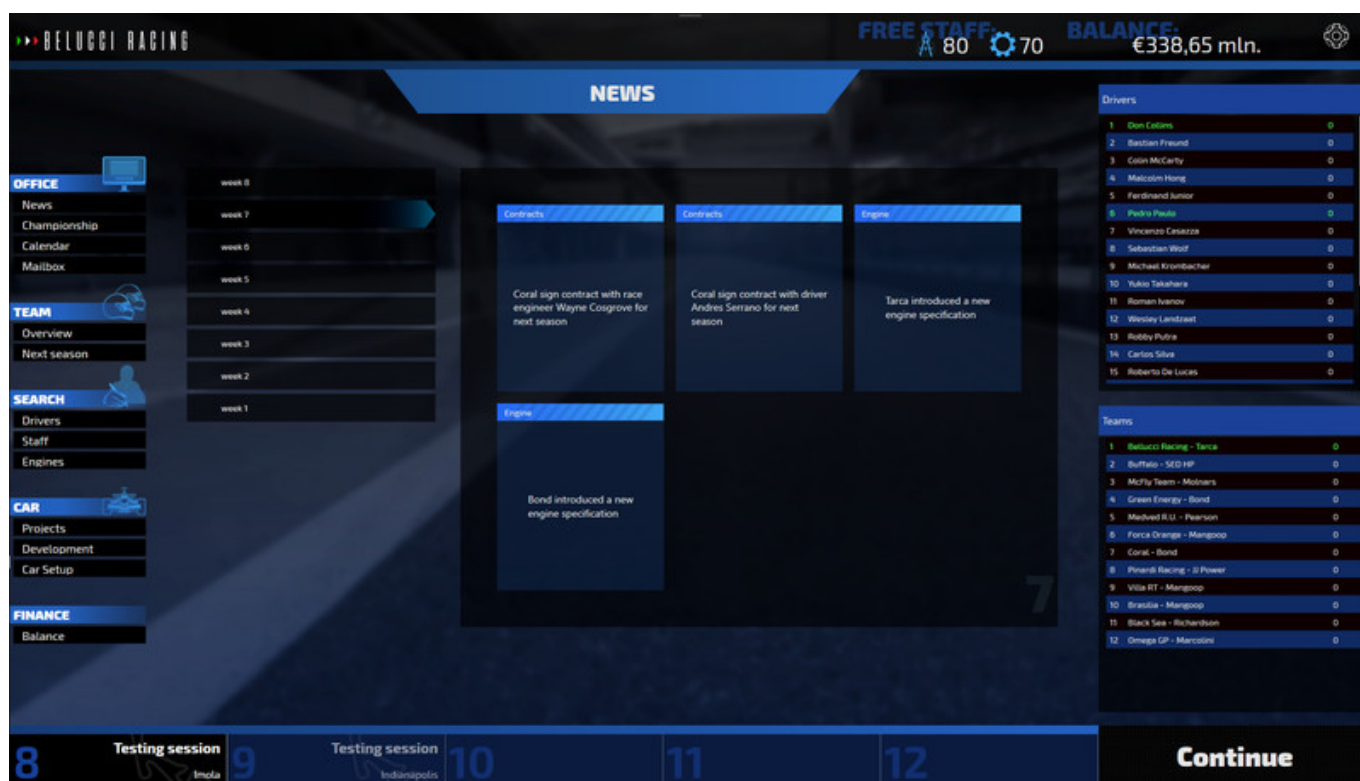 BELUCCI RACING
FREE STAFF:
80
70
BALANCE:
€338,65 mln.
NEWS
OFFICE
News
Championship
Calendar
Mailbox
TEAM
Overview
Next season
SEARCH
Drivers
Staff
Engines
CAR
Projects
Development
Car Setup
FINANCE
Balance
week 8
week 7
week 6
week 5
week 4
week 3
week 2
week 1
Contracts
Coral sign contract with race
engineer Wayne Cosgrove for
next season
Contracts
Coral sign contract with driver
Andres Serrano for next
season
Engine
Tarca introduced a new
engine specification
Engine
Bond introduced a new
engine specification
7
Drivers
1 Don Collins 0
2 Bastian Freund 0
3 Colin McCarty 0
4 Malcolm Hong 0
5 Ferdinand Junior 0
6 Pedro Paulo 0
7 Vincenzo Casazza 0
8 Sebastian Wolf 0
9 Michael Krombacher 0
10 Yukio Takahara 0
11 Roman Ivanov 0
12 Wesley Landzaat 0
13 Robby Putra 0
14 Carlos Silva 0
15 Roberto De Lucas 0
Teams
1 Bellucci Racing - Tarca 0
2 Buffalo - SEO HP 0
3 McFly Team - Molnars 0
4 Green Energy - Bond 0
5 Medved R.U. - Pearson 0
6 Forca Orange - Mangoop 0
7 Coral - Bond 0
8 Pinardi Racing - JJ Power 0
9 Villa RT - Mangoop 0
10 Brasilia - Mangoop 0
11 Black Sea - Richardson 0
12 Omega GP - Marcolini 0
8 Testing session
Imola
9 Testing session
Indianapolis
10
11
12
Continue